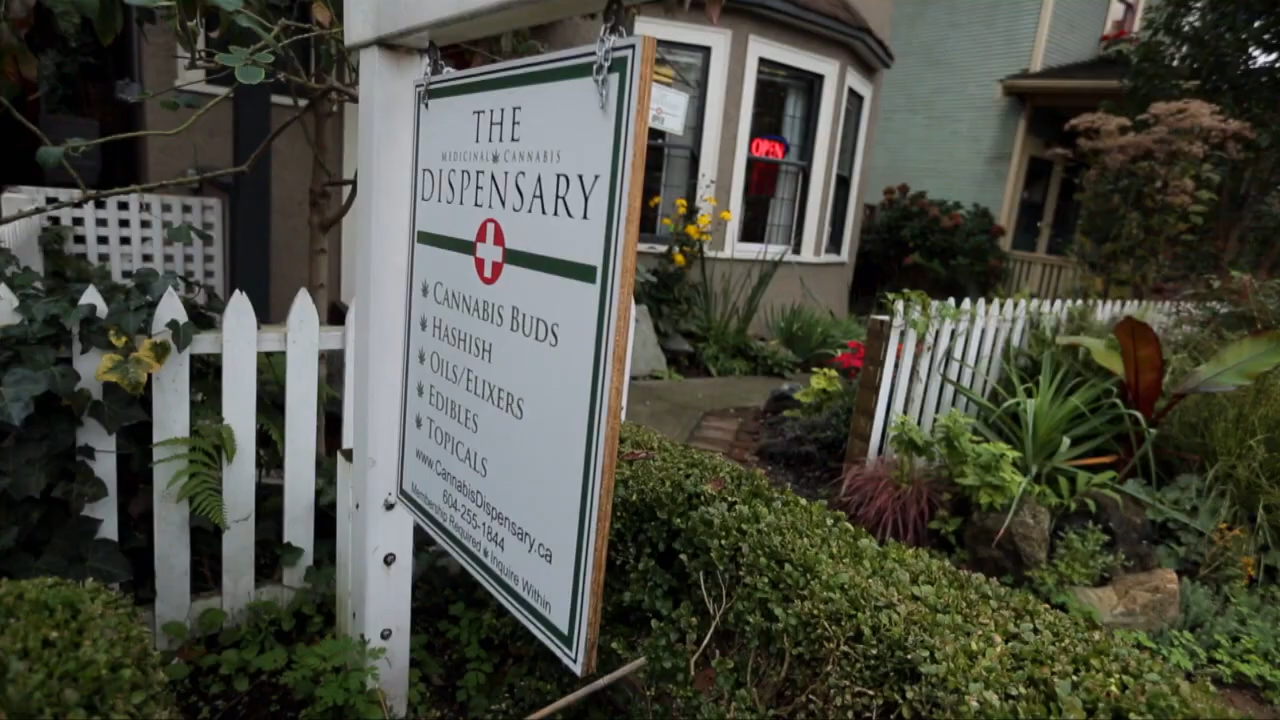 THE
MEDICINAL CANNABIS
DISPENSARY
CANNABIS BUDS
HASHISH
OILS/ELIXERS
EDIBLES
TOPICALS
www.CannabisDispensary.ca
604-255-1844
Membership Required Inquire Within
OPEN